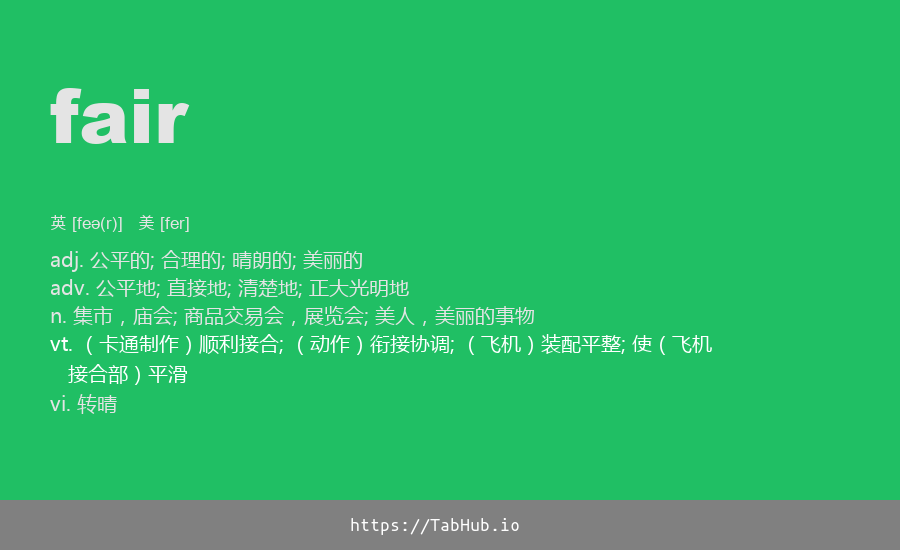 fair
英 [feə(r)] 美 [fer]
adj. 公平的; 合理的; 晴朗的; 美丽的
adv. 公平地; 直接地; 清楚地; 正大光明地
n. 集市，庙会; 商品交易会，展览会; 美人，美丽的事物
vt. （卡通制作）顺利接合; （动作）衔接协调; （飞机）装配平整; 使（飞机
接合部）平滑
vi. 转晴
https://TabHub.io